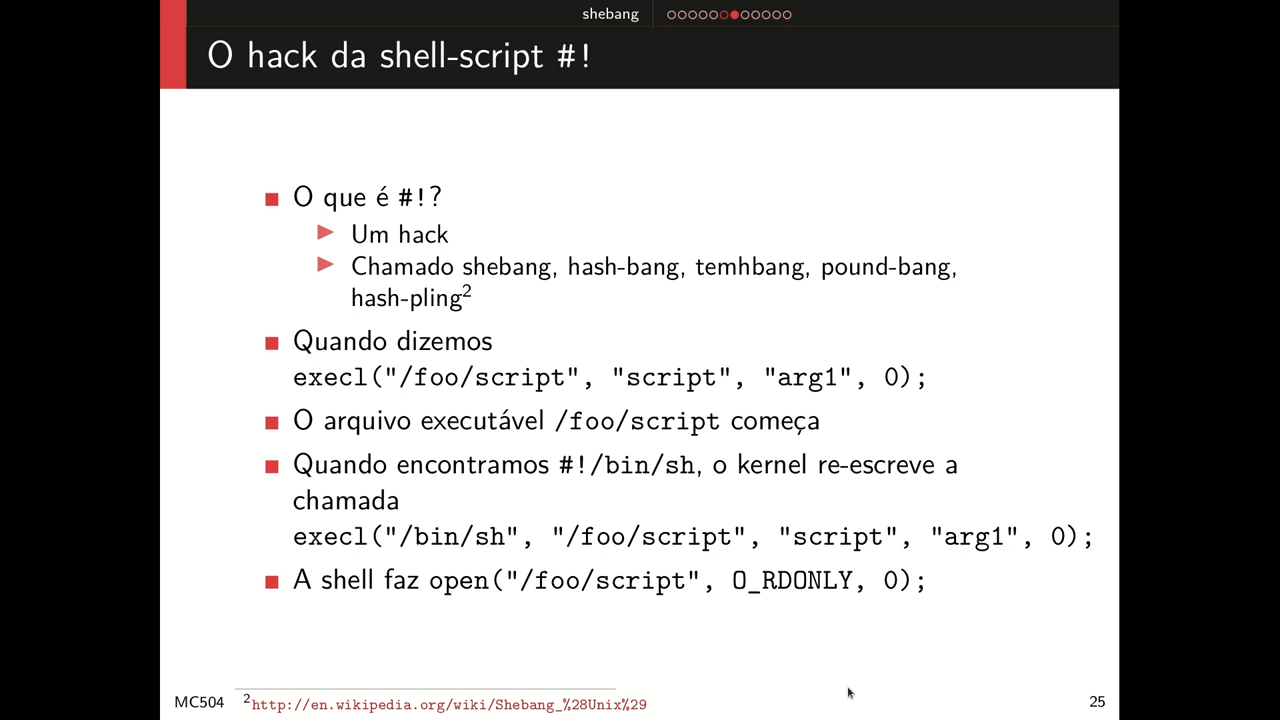 shebang
O hack da shell-script #!
O que é #!?
Um hack
Chamado shebang, hash-bang, temhbang, pound-bang,
hash-pling2
Quando dizemos
execl("/foo/script", "script", "arg1", 0);
O arquivo executável /foo/script começa
Quando encontramos #!/bin/sh, o kernel re-escreve a
chamada
execl("/bin/sh", "/foo/script", "script", "arg1", 0);
A shell faz open("/foo/script", O_RDONLY, 0);
MC504
2http://en.wikipedia.org/wiki/Shebang_%28Unix%29
25